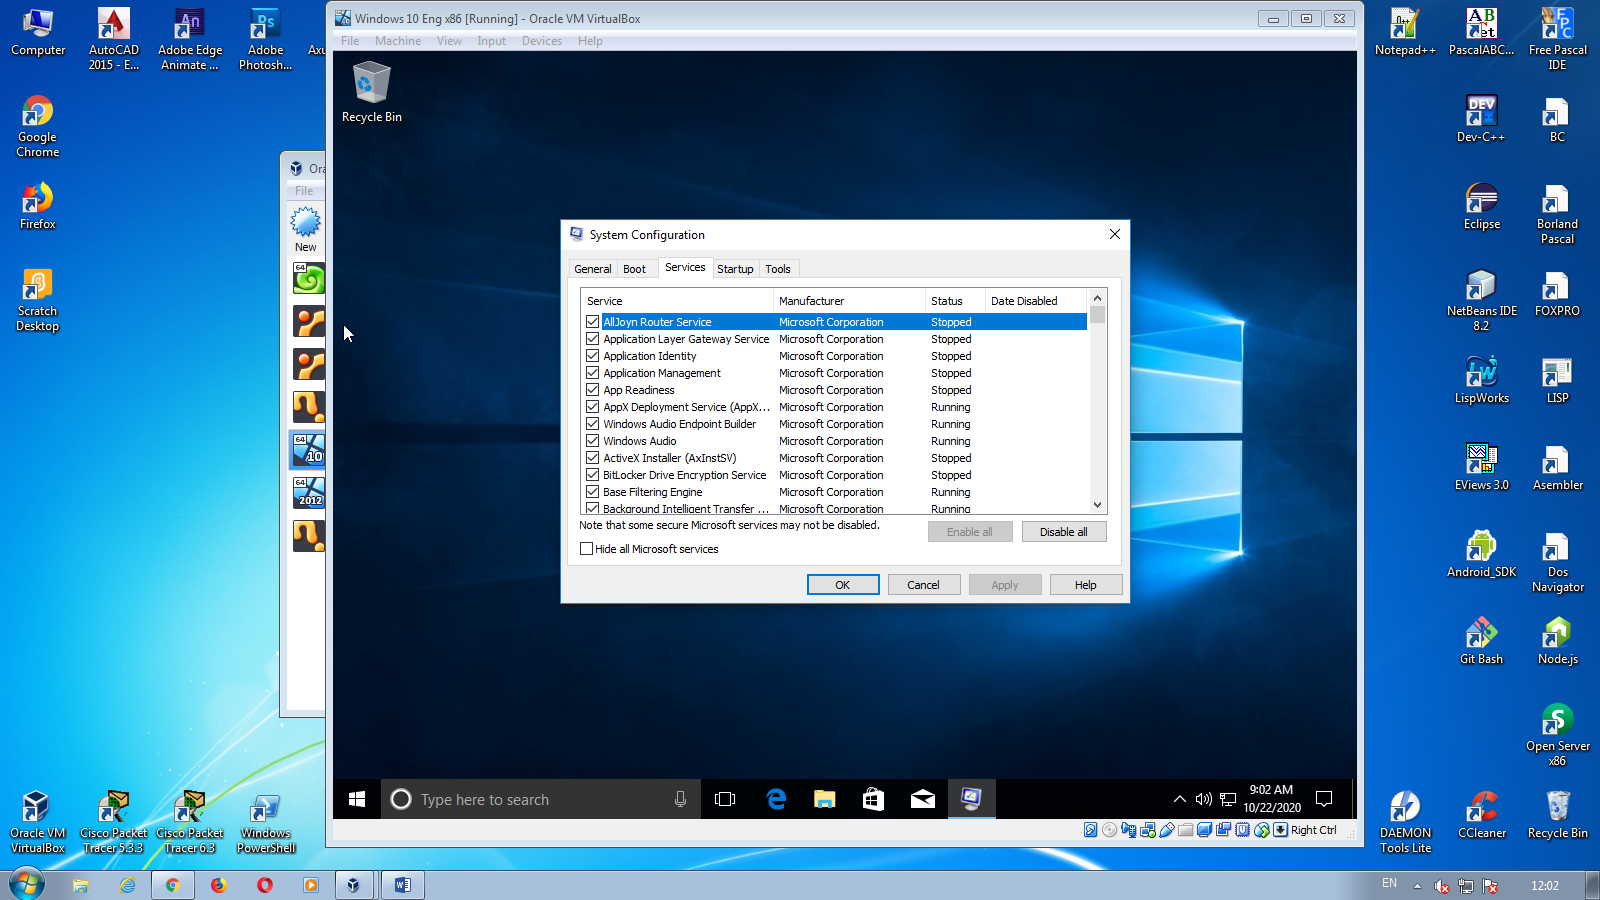 Computer
AutoCAD
2015 - E...
Adobe Edge
Animate ...
Adobe
Photosh...
Axu
Google
Chrome
Firefox
Scratch
Desktop
Ora
File
New
64
64
10
64
2012
Windows 10 Eng x86 [Running] - Oracle VM VirtualBox
File Machine View Input Devices Help
Recycle Bin
System Configuration
General Boot Services Startup Tools
Service Manufacturer Status Date Disabled
AllJoyn Router Service Microsoft Corporation Stopped
Application Layer Gateway Service Microsoft Corporation Stopped
Application Identity Microsoft Corporation Stopped
Application Management Microsoft Corporation Stopped
App Readiness Microsoft Corporation Stopped
AppX Deployment Service (AppX... Microsoft Corporation Running
Windows Audio Endpoint Builder Microsoft Corporation Running
Windows Audio Microsoft Corporation Running
ActiveX Installer (AxInstSV) Microsoft Corporation Stopped
BitLocker Drive Encryption Service Microsoft Corporation Stopped
Base Filtering Engine Microsoft Corporation Running
Background Intelligent Transfer ... Microsoft Corporation Running
Note that some secure Microsoft services may not be disabled.
Enable all Disable all
Hide all Microsoft services
OK Cancel Apply Help
Type here to search
9:02 AM
10/22/2020
Right Ctrl
Notepad++
PascalABC...
Free Pascal
IDE
Dev-C++
BC
Eclipse
Borland
Pascal
NetBeans IDE
8.2
FOXPRO
LispWorks
LISP
EViews 3.0
Asembler
Android_SDK
Dos
Navigator
Git Bash
Node.js
Open Server
x86
DAEMON
Tools Lite
CCleaner
Recycle Bin
Oracle VM
VirtualBox
Cisco Packet
Tracer 5.3.3
Cisco Packet
Tracer 6.3
Windows
PowerShell
EN
12:02